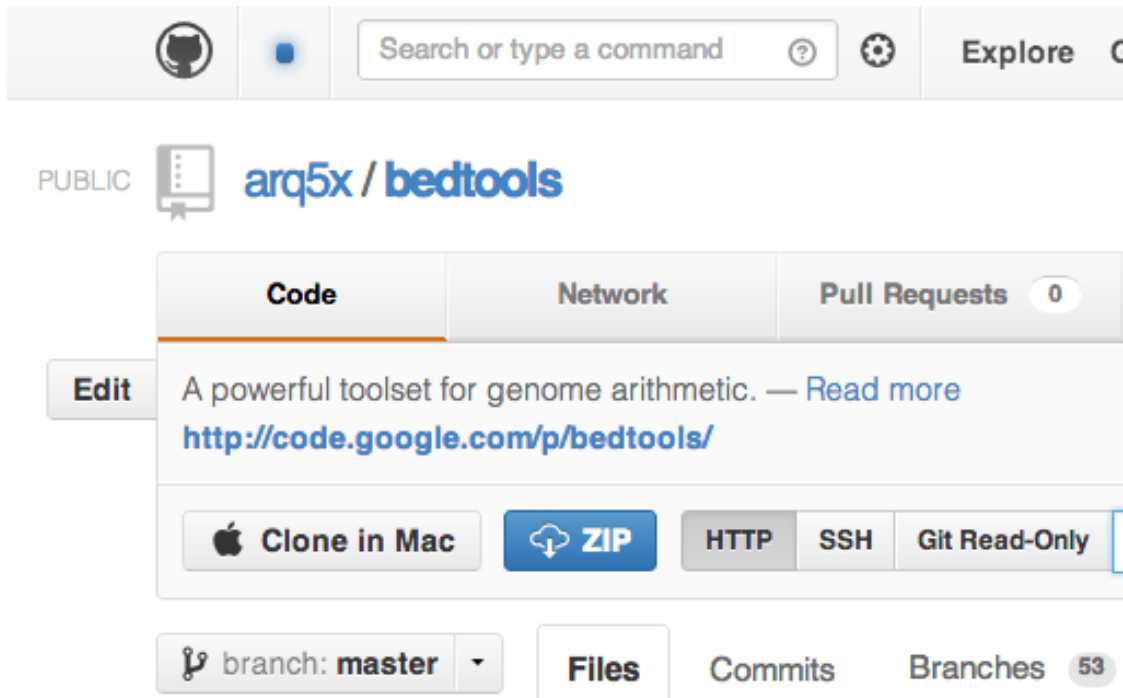 Search or type a command ?
Explore G
PUBLIC arq5x / bedtools
Code Network Pull Requests 0
Edit A powerful toolset for genome arithmetic. — Read more
http://code.google.com/p/bedtools/
Clone in Mac ZIP HTTP SSH Git Read-Only
branch: master Files Commits Branches 53